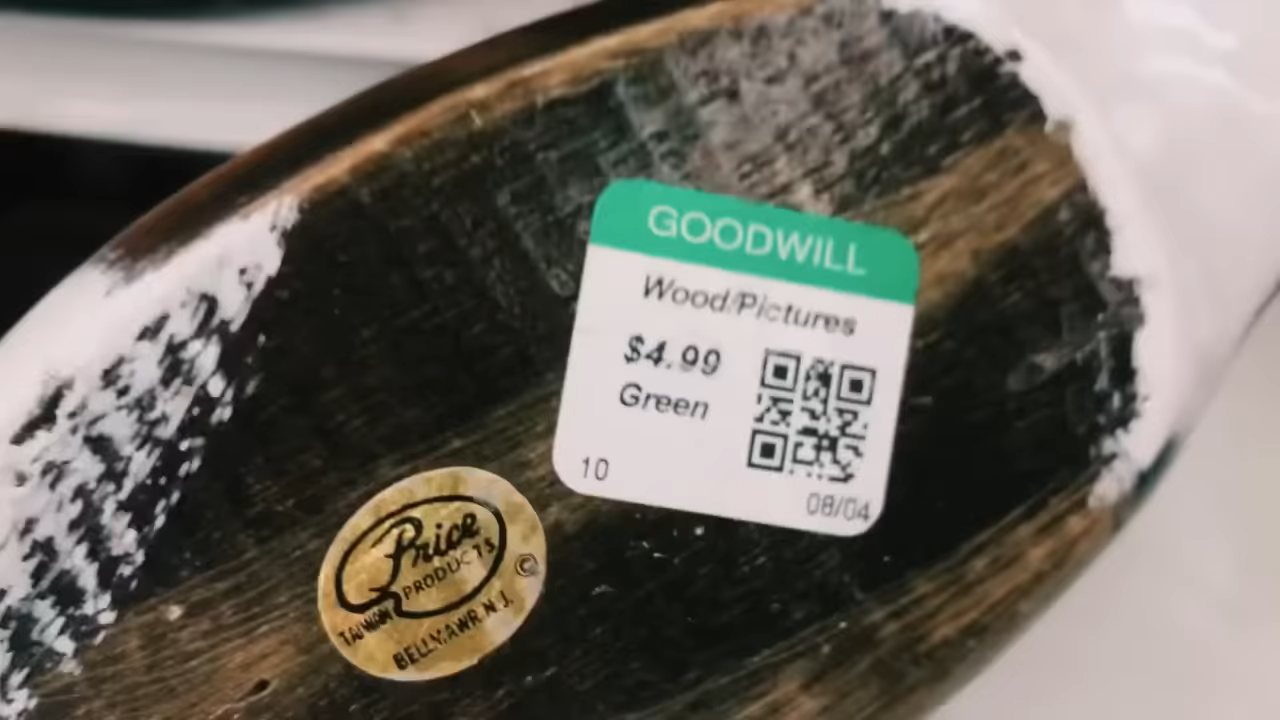 GOODWILL
Wood/Pictures
$4.99
Green
10
08/04
Price
PRODUCTS
©
TAIWAN
BELLMAWR N.J.